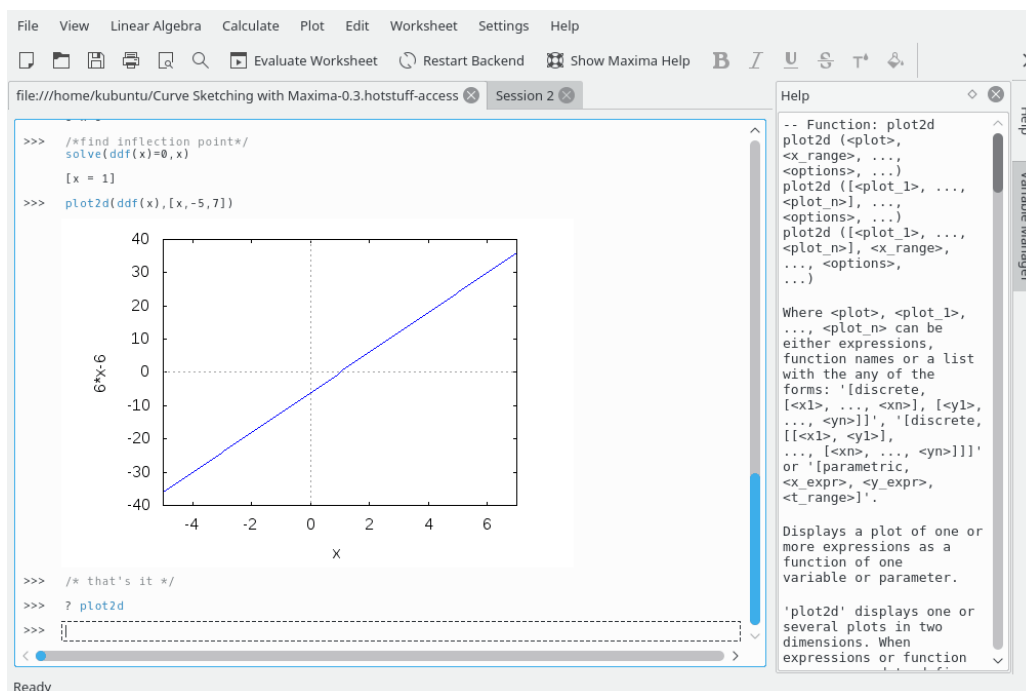 File View Linear Algebra Calculate Plot Edit Worksheet Settings Help
Evaluate Worksheet Restart Backend Show Maxima Help B I U S T
file:///home/kubuntu/Curve Sketching with Maxima-0.3.hotstuff-access Session 2
>>> /*find inflection point*/
solve(ddf(x)=0,x)
[x = 1]
>>> plot2d(ddf(x),[x,-5,7])
40
30
20
10
0
-10
-20
-30
-40
6*x-6
-4 -2 0 2 4 6
x
>>> /* that's it */
>>> ? plot2d
>>>
Ready
Help
-- Function: plot2d
plot2d (<plot>,
<x_range>, ...,
<options>, ...)
plot2d ([<plot_1>, ...,
<plot_n>], ...,
<options>, ...)
plot2d ([<plot_1>, ...,
<plot_n>], <x_range>,
..., <options>,
...)
Where <plot>, <plot_1>,
..., <plot_n> can be
either expressions,
function names or a list
with the any of the
forms: '[discrete,
[<x1>, ..., <xn>], [<y1>,
..., <yn>]]', '[discrete,
[[<x1>, <y1>],
..., [<xn>, ..., <yn>]]]'
or '[parametric,
<x_expr>, <y_expr>,
<t_range>]'.
Displays a plot of one or
more expressions as a
function of one
variable or parameter.
'plot2d' displays one or
several plots in two
dimensions. When
expressions or function
Help
Variable Manager